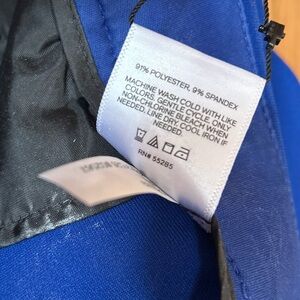 91% POLYESTER, 9% SPANDEX
MACHINE WASH COLD WITH LIKE
COLORS, GENTLE CYCLE. ONLY
NON-CHLORINE BLEACH WHEN
NEEDED. LINE DRY. COOL IRON IF
NEEDED.
RN# 55285